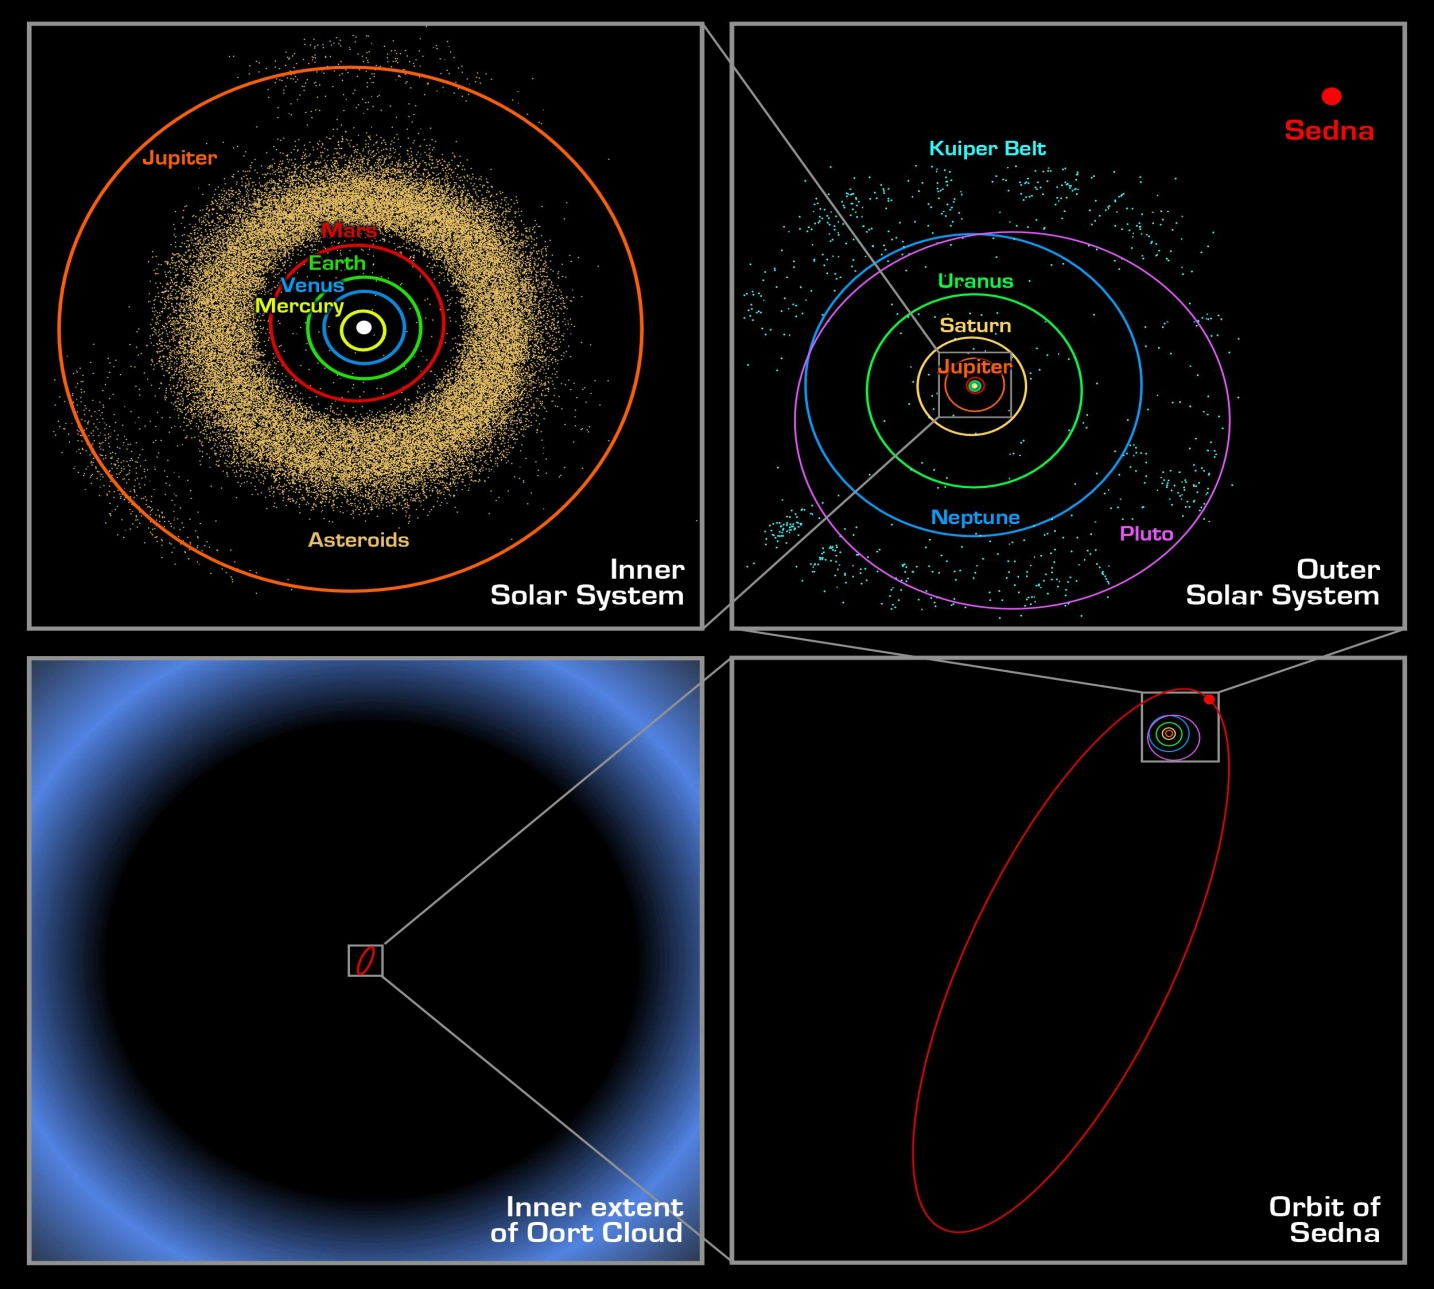 Jupiter
Mars
Earth
Venus
Mercury
Asteroids
Inner
Solar System
Sedna
Kuiper Belt
Uranus
Saturn
Jupiter
Neptune
Pluto
Outer
Solar System
Inner extent
of Oort Cloud
Orbit of
Sedna